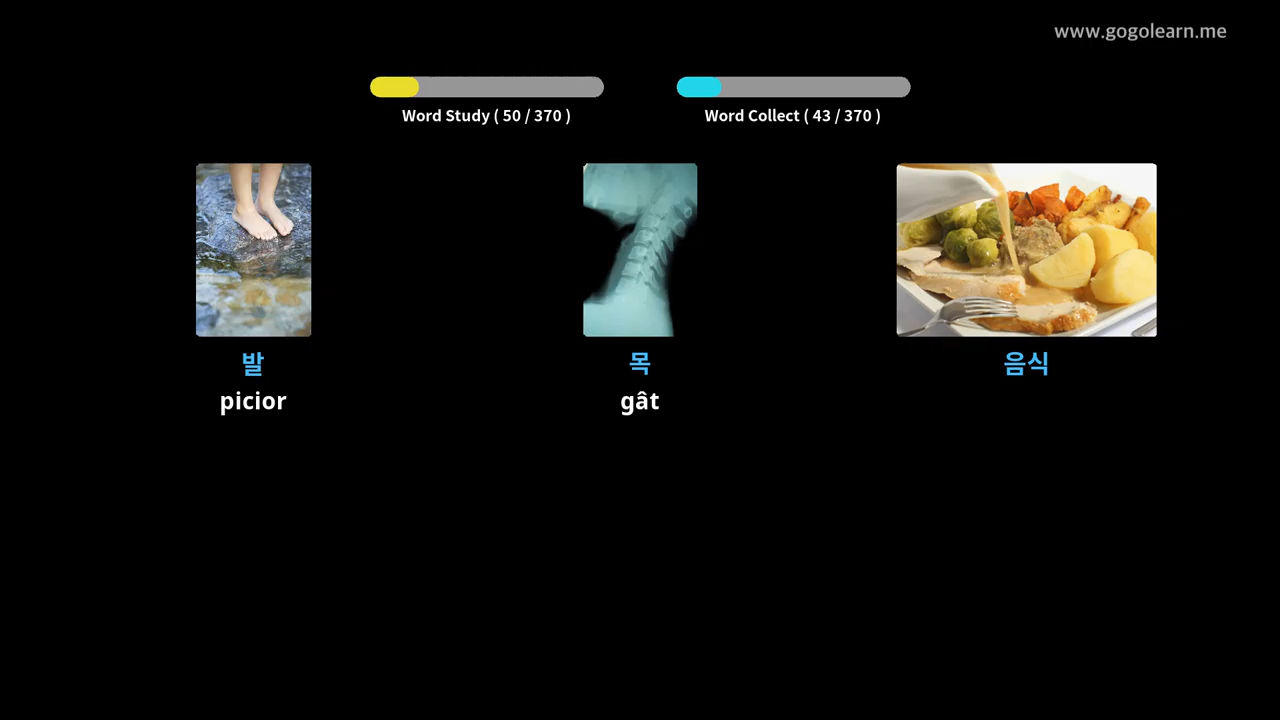 www.gogolearn.me
Word Study ( 50 / 370 )
Word Collect ( 43 / 370 )
발
목
음식
picior
gât